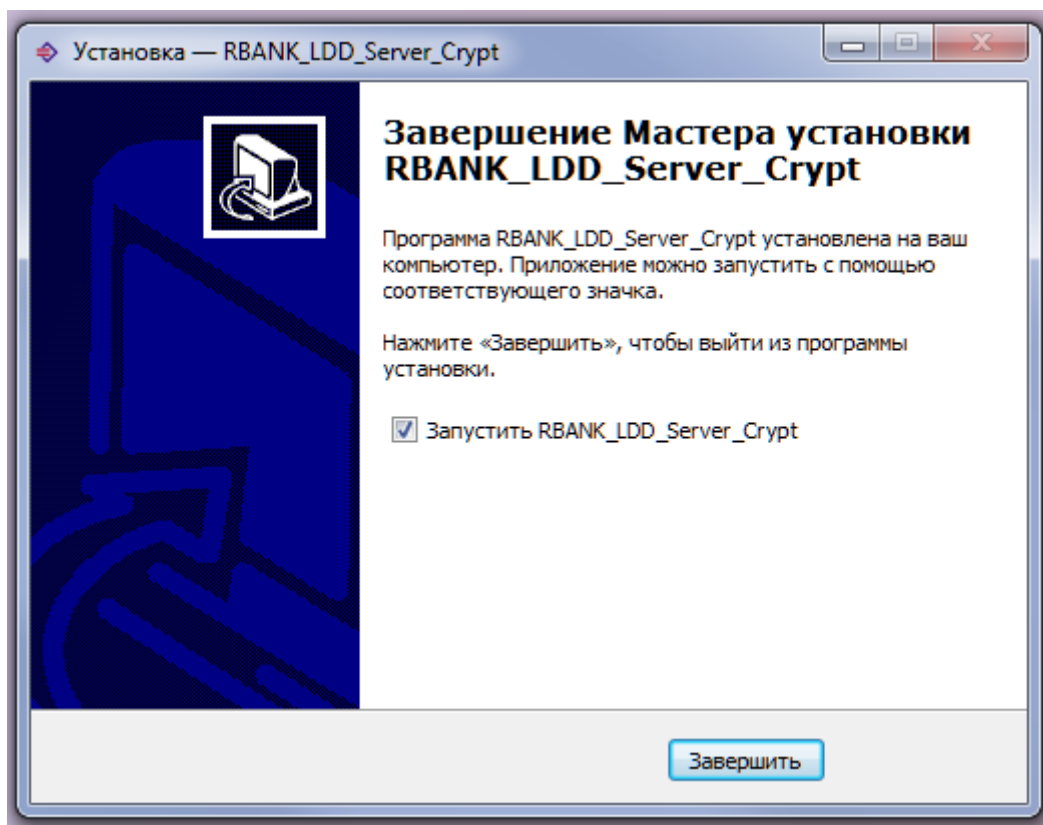 Установка — RBANK_LDD_Server_Crypt
Завершение Мастера установки
RBANK_LDD_Server_Crypt
Программа RBANK_LDD_Server_Crypt установлена на ваш
компьютер. Приложение можно запустить с помощью
соответствующего значка.
Нажмите «Завершить», чтобы выйти из программы
установки.
Запустить RBANK_LDD_Server_Crypt
Завершить